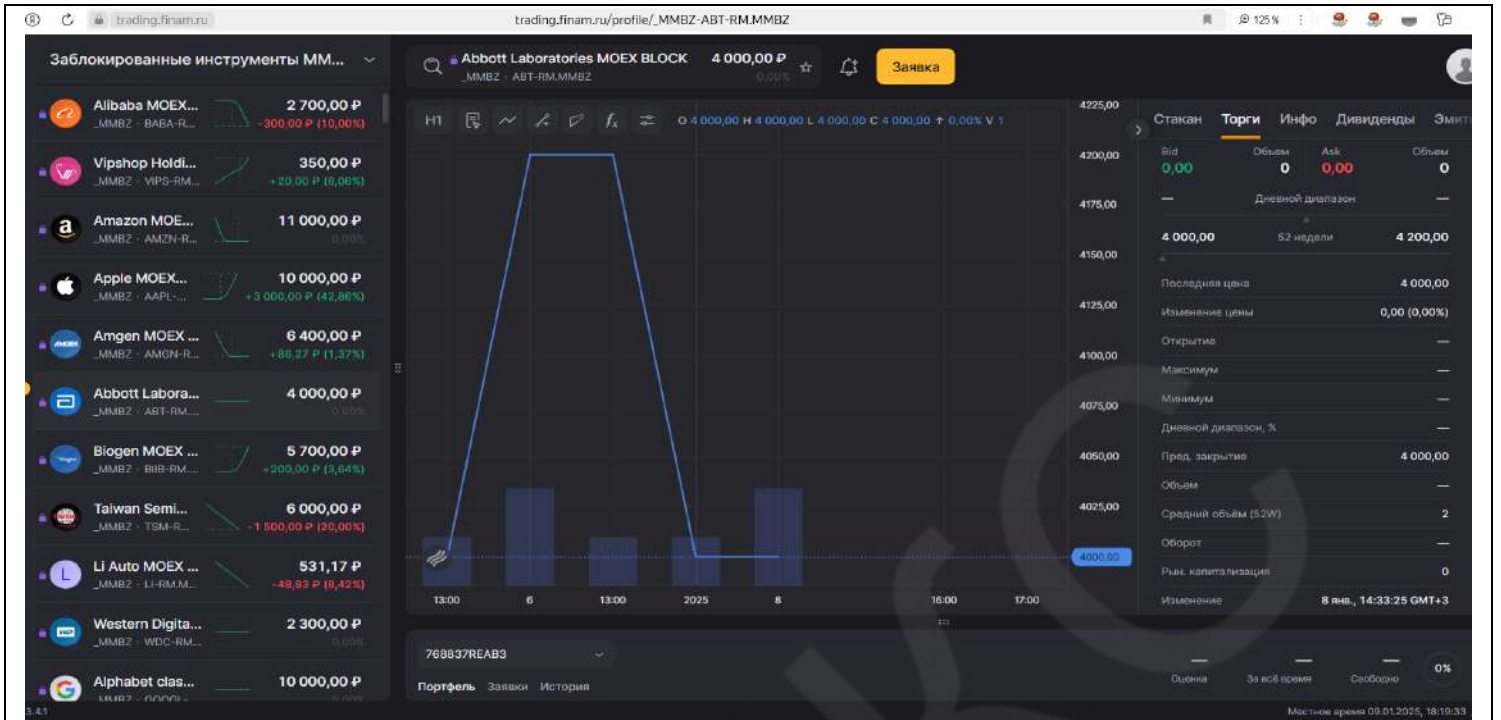 trading.finam.ru
trading.finam.ru/profile/_MMBZ-ABT-RM.MMBZ
125 %
Заблокированные инструменты ММ...
Alibaba MOEX...
2 700,00 ₽
_MMBZ · BABA-R...
-300,00 ₽ (10,00%)
Vipshop Holdi...
350,00 ₽
_MMBZ · VIPS-RM...
+20,00 ₽ (6,06%)
Amazon MOE...
11 000,00 ₽
_MMBZ · AMZN-R...
0,00%
Apple MOEX...
10 000,00 ₽
_MMBZ · AAPL-...
+3 000,00 ₽ (42,86%)
Amgen MOEX ...
6 400,00 ₽
_MMBZ · AMGN-R...
+86,27 ₽ (1,37%)
Abbott Labora...
4 000,00 ₽
_MMBZ · ABT-RM....
0,00%
Biogen MOEX ...
5 700,00 ₽
_MMBZ · BIIB-RM....
+200,00 ₽ (3,64%)
Taiwan Semi...
6 000,00 ₽
_MMBZ · TSM-R...
-1 500,00 ₽ (20,00%)
Li Auto MOEX ...
531,17 ₽
_MMBZ · LI-RM.M...
-48,83 ₽ (8,42%)
Western Digita...
2 300,00 ₽
_MMBZ · WDC-RM...
0,00%
Alphabet clas...
10 000,00 ₽
_MMBZ · GOOGL-...
0,00%
3.4.1
Abbott Laboratories MOEX BLOCK
4 000,00 ₽
_MMBZ · ABT-RM.MMBZ
0,00%
Заявка
H1
O 4 000,00 H 4 000,00 L 4 000,00 C 4 000,00 0,00% V 1
4225,00
4200,00
4175,00
4150,00
4125,00
4100,00
4075,00
4050,00
4025,00
4000,00
13:00 6 13:00 2025 8 16:00 17:00
768837REAB3
Портфель Заявки История
Стакан Торги Инфо Дивиденды Эмит
Bid Объем Ask Объем
0,00 0 0,00 0
— Дневной диапазон —
4 000,00 52 недели 4 200,00
Последняя цена 4 000,00
Изменение цены 0,00 (0,00%)
Открытие —
Максимум —
Минимум —
Дневной диапазон, % —
Пред. закрытие 4 000,00
Объем —
Средний объём (52W) 2
Оборот —
Рын. капитализация 0
Изменение 8 янв., 14:33:25 GMT+3
— — — 0%
Оценка За всё время Свободно
Местное время 09.01.2025, 18:19:33